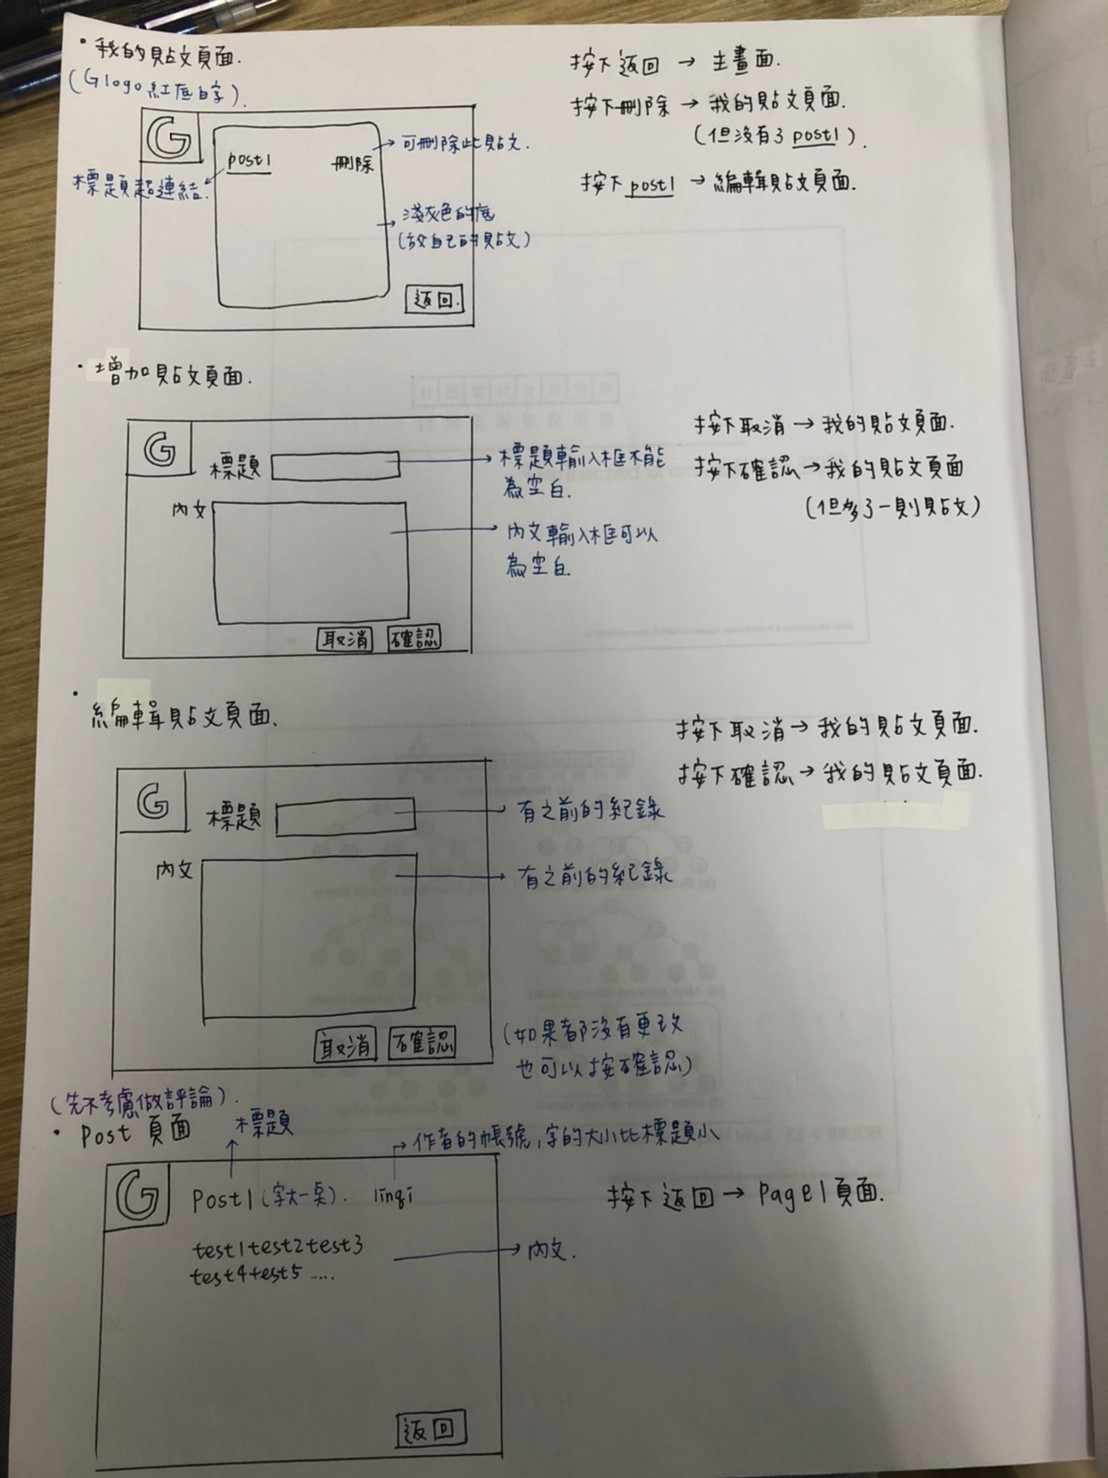 • 我的貼文頁面.
(G logo 紅底白字).
G
post1
刪除
標題超連結.
可刪除此貼文.
淺灰色的底
(放自己的貼文)
返回.
按下返回 → 主畫面.
按下刪除 → 我的貼文頁面.
(但沒有了 post1).
按下 post1 → 編輯貼文頁面.
• 增加貼文頁面.
G
標題
內文
標題輸入框不能
為空白.
內文輸入框可以
為空白.
取消 確認
按下取消 → 我的貼文頁面.
按下確認 → 我的貼文頁面
(但多了一則貼文)
• 編輯貼文頁面.
G
標題
內文
有之前的紀錄
有之前的紀錄
取消 確認
(如果都沒有更改
也可以按確認)
按下取消 → 我的貼文頁面.
按下確認 → 我的貼文頁面.
(先不考慮做評論).
• Post 頁面
標題
作者的帳號,字的大小比標題小
G
Post1 (字大一點). linqi
test1test2test3
test4test5 .....
內文.
返回
按下返回 → Page1頁面.